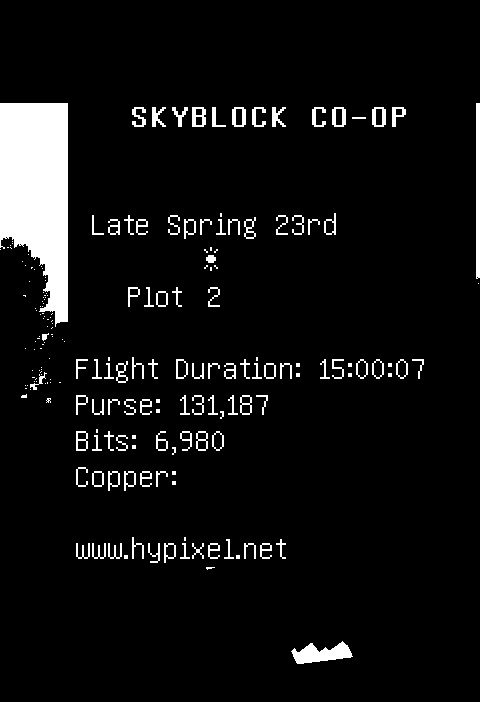 SKYBLOCK CO-OP
Late Spring 23rd
Plot 2
Flight Duration: 15:00:07
Purse: 131,187
Bits: 6,980
Copper:
www.hypixel.net